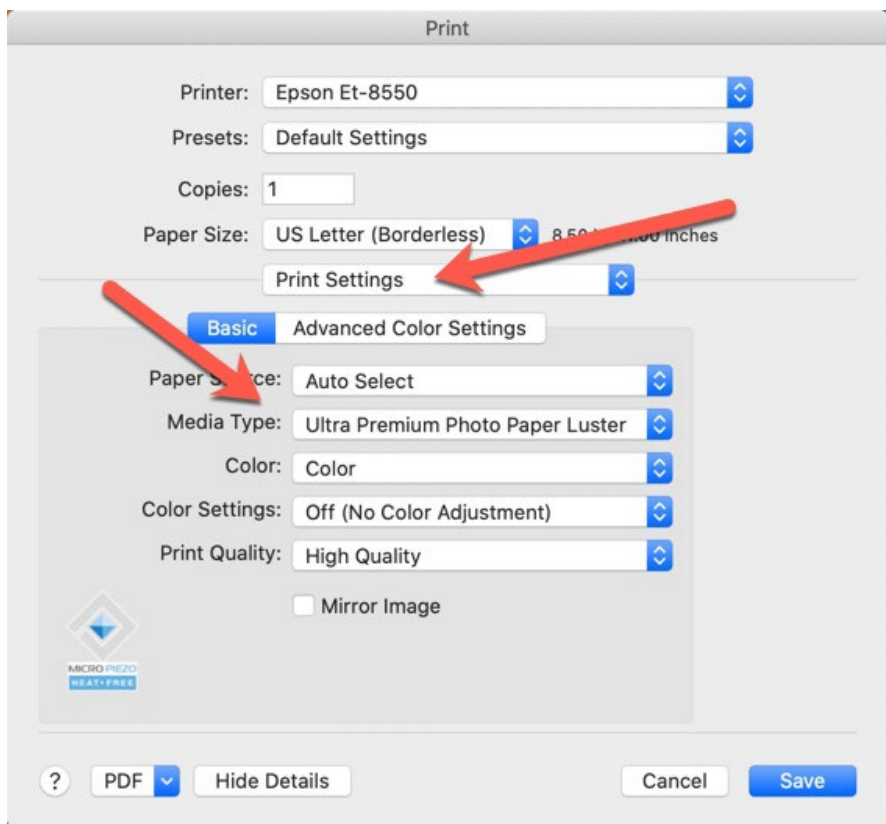 Print
Printer: Epson Et-8550
Presets: Default Settings
Copies: 1
Paper Size: US Letter (Borderless) 8.50 inches
Print Settings
Basic Advanced Color Settings
Paper Auto Select
Media Type: Ultra Premium Photo Paper Luster
Color: Color
Color Settings: Off (No Color Adjustment)
Print Quality: High Quality
Mirror Image
MICRO PIEZO
HEAT•FREE
? PDF Hide Details Cancel Save